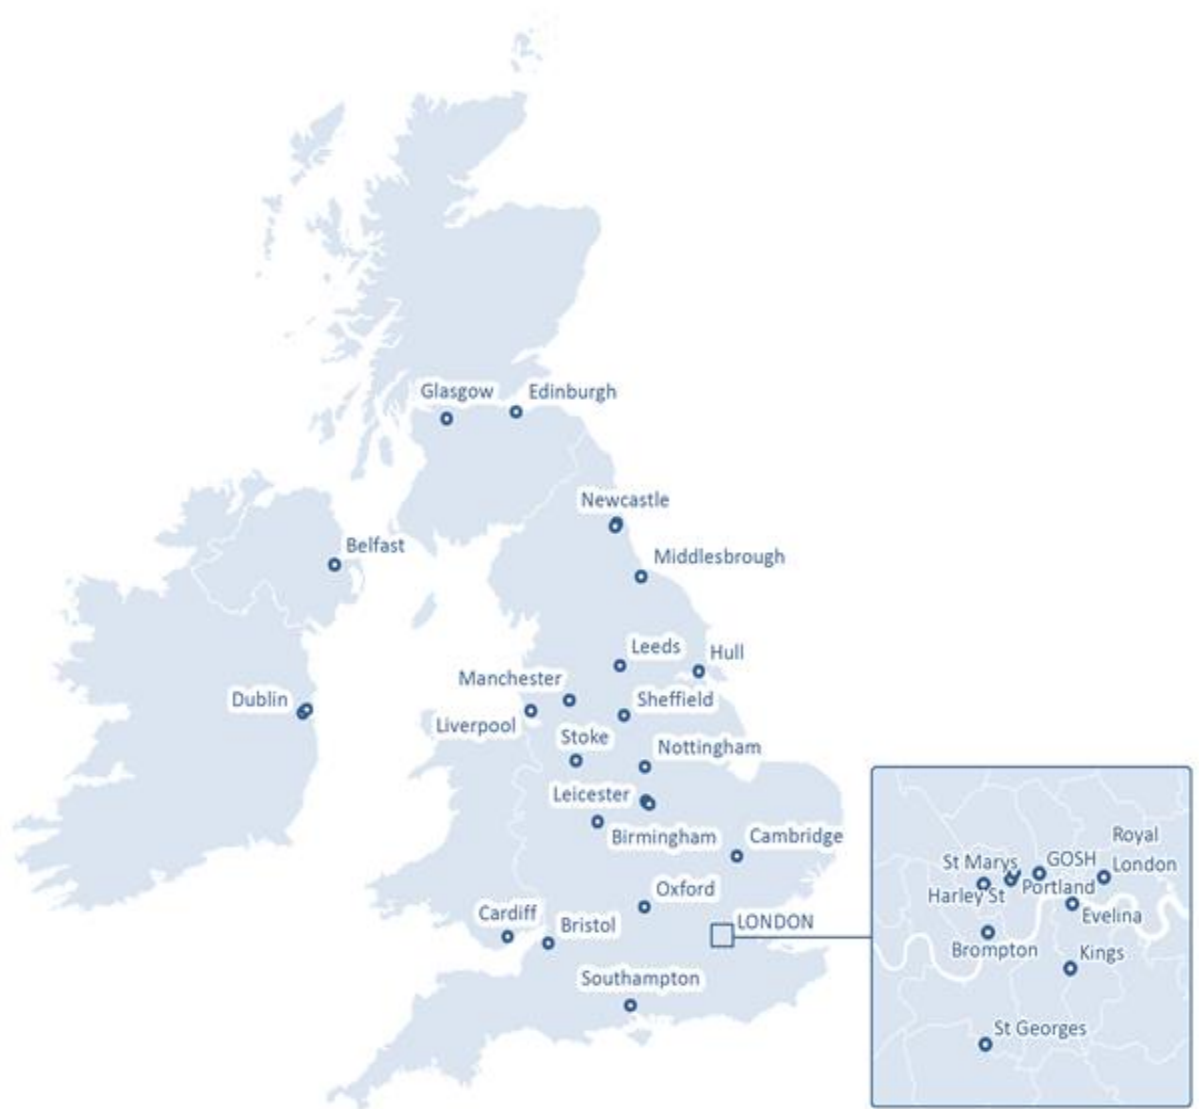 Glasgow
Edinburgh
Newcastle
Belfast
Middlesbrough
Leeds
Hull
Manchester
Dublin
Sheffield
Liverpool
Stoke
Nottingham
Leicester
Birmingham
Cambridge
Oxford
Cardiff
Bristol
LONDON
Southampton
Royal
London
St Marys
GOSH
Harley St
Portland
Evelina
Brompton
Kings
St Georges